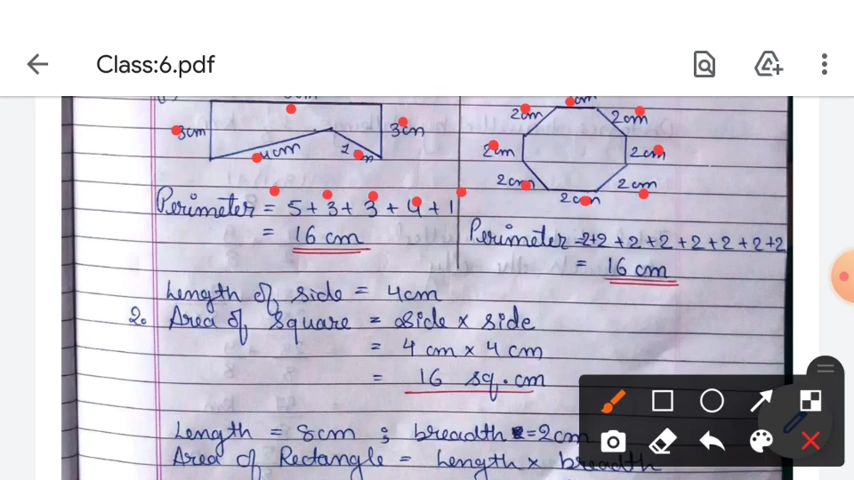 Class:6.pdf
3cm
3cm
4cm
2cm
2cm
2cm
2cm
2cm
2cm
2cm
Perimeter = 5 + 3 + 3 + 4 + 1
= 16 cm
Perimeter = 2+2 +2 +2 +2 +2 +2+2
= 16 cm
Length of side = 4cm
2. Area of Square = side x side
= 4 cm x 4 cm
= 16 sq. cm
Length = 8cm ; breadth =2cm
Area of Rectangle = Length x breadth